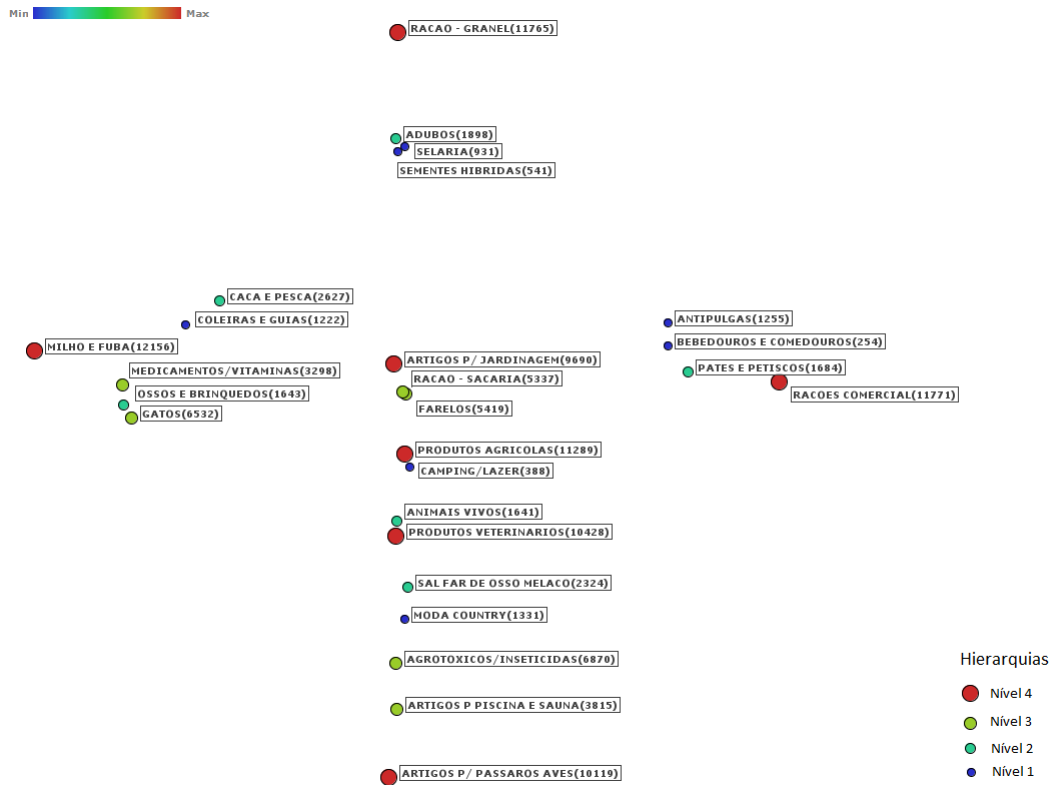 Min Max
RACAO - GRANEL(11765)
ADUBOS(1898)
SELARIA(931)
SEMENTES HIBRIDAS(541)
CACA E PESCA(2627)
COLEIRAS E GUIAS(1222)
MILHO E FUBA(12156)
MEDICAMENTOS/VITAMINAS(3298)
OSSOS E BRINQUEDOS(1643)
GATOS(6532)
ARTIGOS P/ JARDINAGEM(9690)
RACAO - SACARIA(5337)
FARELOS(5419)
PRODUTOS AGRICOLAS(11289)
CAMPING/LAZER(388)
ANIMAIS VIVOS(1641)
PRODUTOS VETERINARIOS(10428)
SAL FAR DE OSSO MELACO(2324)
MODA COUNTRY(1331)
AGROTOXICOS/INSETICIDAS(6870)
ARTIGOS P PISCINA E SAUNA(3815)
ARTIGOS P/ PASSAROS AVES(10119)
ANTIPULGAS(1255)
BEBEDOUROS E COMEDOUROS(254)
PATES E PETISCOS(1684)
RACOES COMERCIAL(11771)
Hierarquias
Nível 4
Nível 3
Nível 2
Nível 1